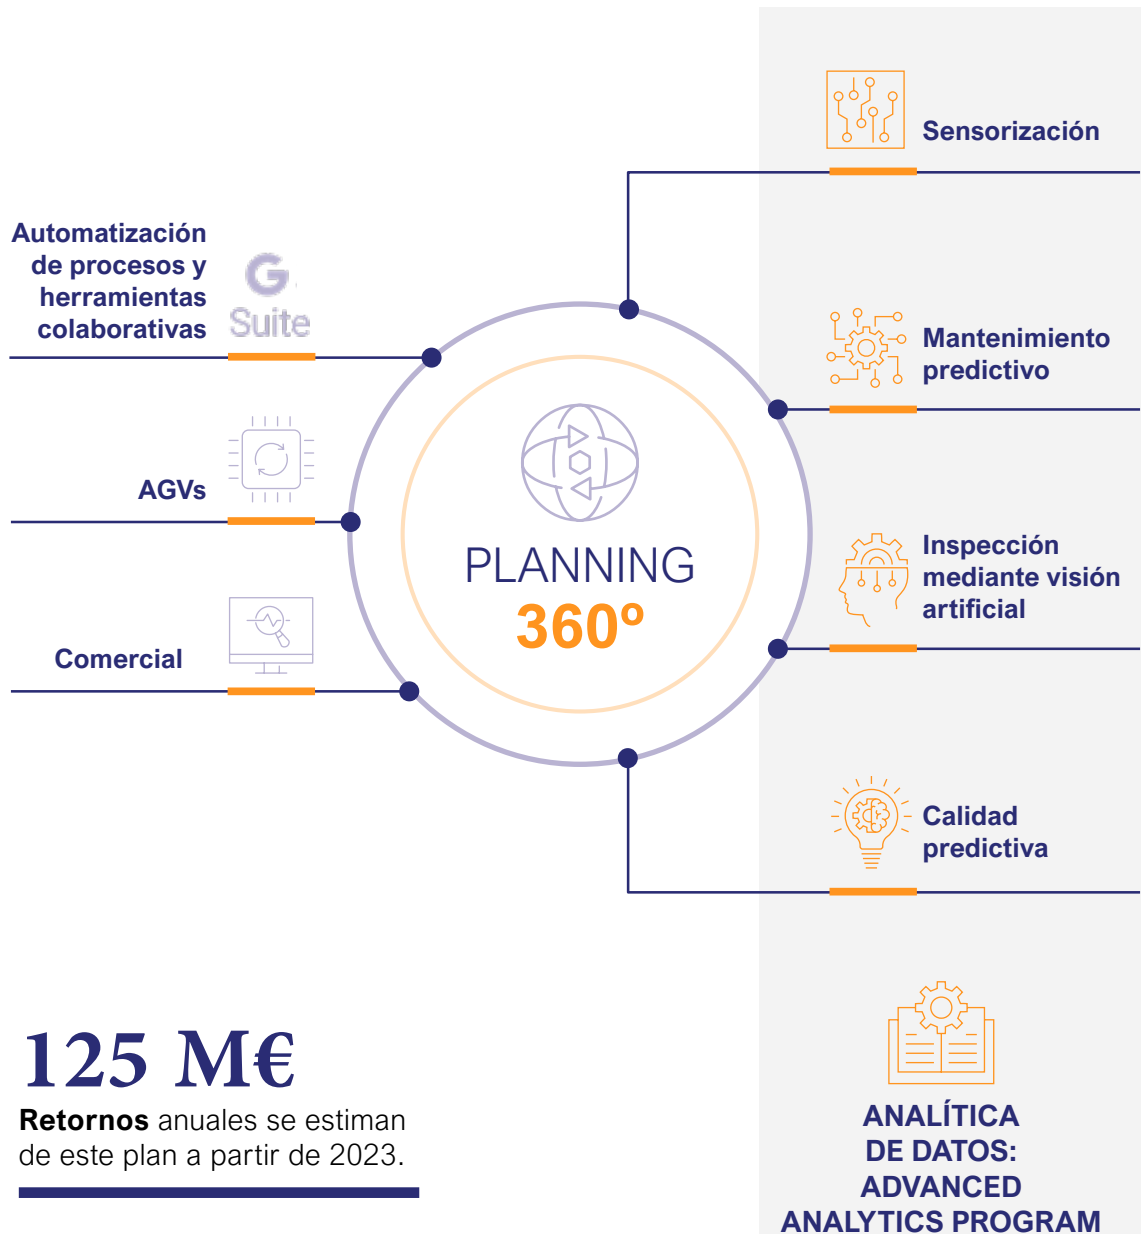 Sensorización
Automatización
de procesos y
herramientas
colaborativas
G
Suite
Mantenimiento
predictivo
AGVs
PLANNING
360º
Inspección
mediante visión
artificial
Comercial
Calidad
predictiva
125 M€
Retornos anuales se estiman
de este plan a partir de 2023.
ANALÍTICA
DE DATOS:
ADVANCED
ANALYTICS PROGRAM